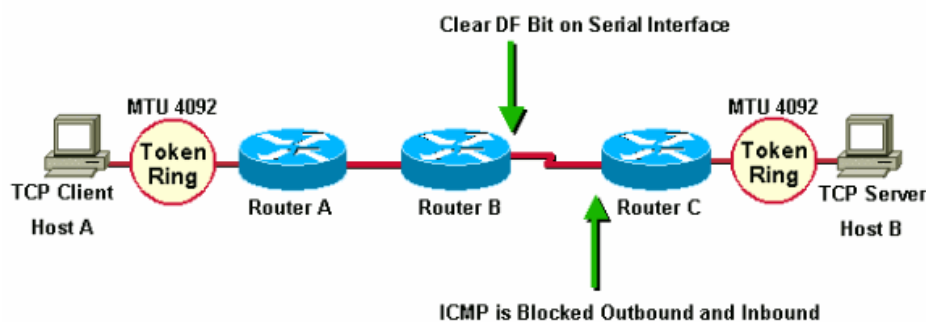 Clear DF Bit on Serial Interface
MTU 4092
MTU 4092
Token
Ring
Token
Ring
TCP Client
Host A
Router A
Router B
Router C
TCP Server
Host B
ICMP is Blocked Outbound and Inbound